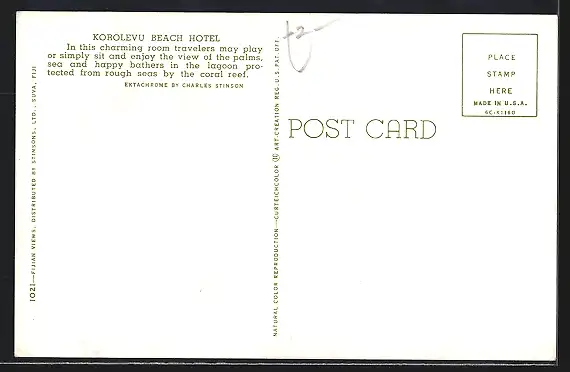 KOROLEVU BEACH HOTEL
In this charming room travelers may play
or simply sit and enjoy the view of the palms,
sea and happy bathers in the lagoon pro-
tected from rough seas by the coral reef.
EKTACHROME BY CHARLES STINSON
1021—FIJIAN VIEWS, DISTRIBUTED BY STINSONS, LTD., SUVA, FIJI
NATURAL COLOR REPRODUCTION—CURTEICHCOLOR ® ART-CREATION REG. U.S. PAT. OFF.
POST CARD
PLACE
STAMP
HERE
MADE IN U.S.A.